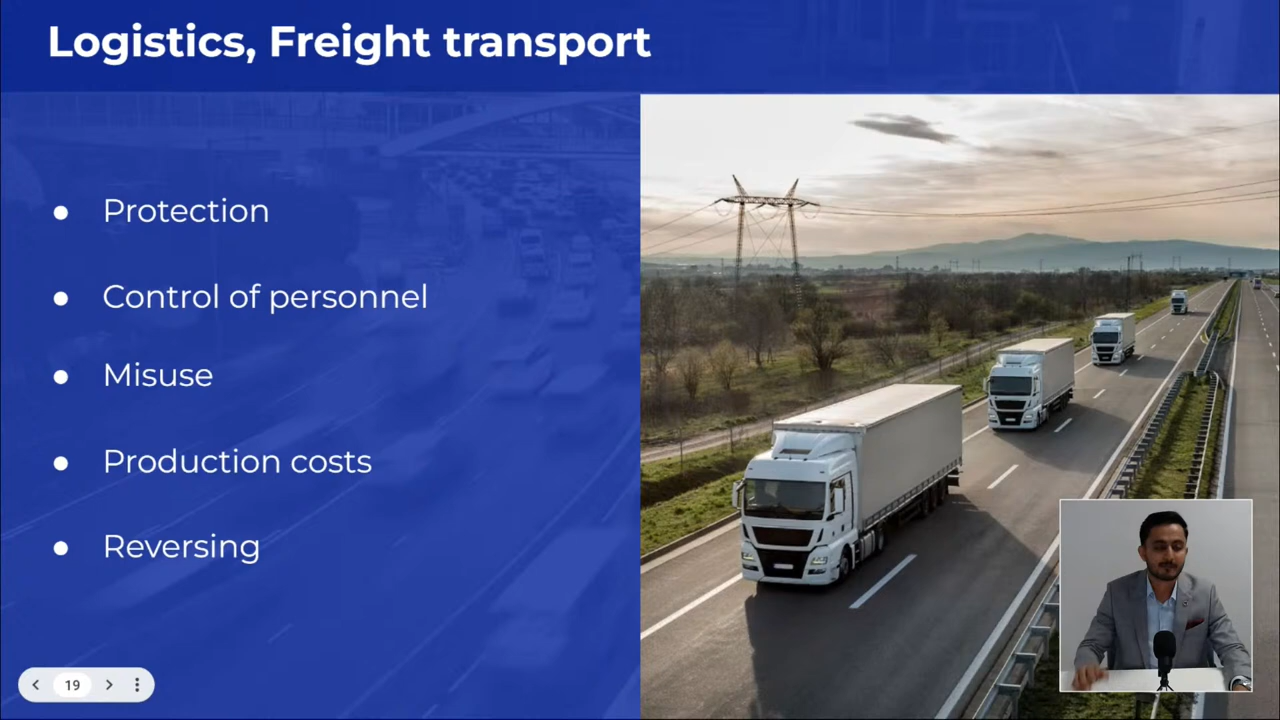 Logistics, Freight transport
Protection
Control of personnel
Misuse
Production costs
Reversing
19